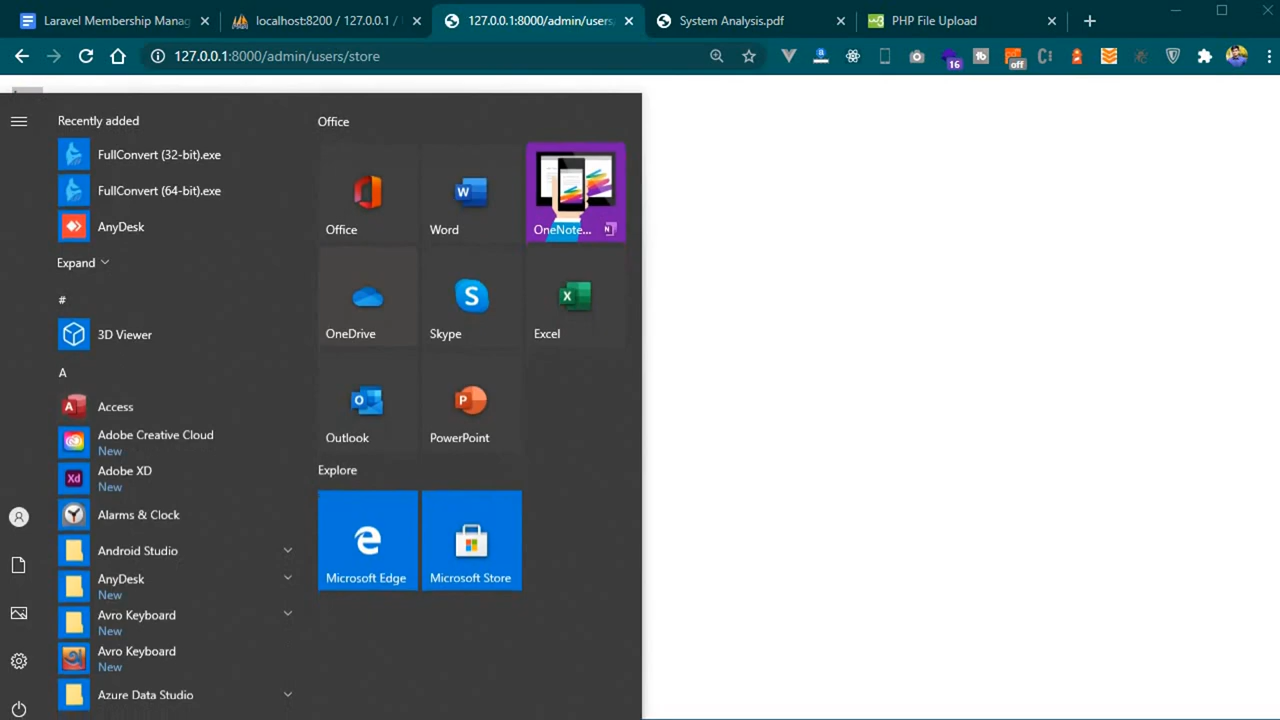 Laravel Membership Manag
localhost:8200 / 127.0.0.1 /
127.0.0.1:8000/admin/users
System Analysis.pdf
PHP File Upload
127.0.0.1:8000/admin/users/store
16
off
Recently added
FullConvert (32-bit).exe
FullConvert (64-bit).exe
AnyDesk
Expand
#
3D Viewer
A
Access
Adobe Creative Cloud
New
Adobe XD
New
Alarms & Clock
Android Studio
AnyDesk
New
Avro Keyboard
New
Avro Keyboard
New
Azure Data Studio
Office
Office
Word
OneNote...
OneDrive
Skype
Excel
Outlook
PowerPoint
Explore
Microsoft Edge
Microsoft Store